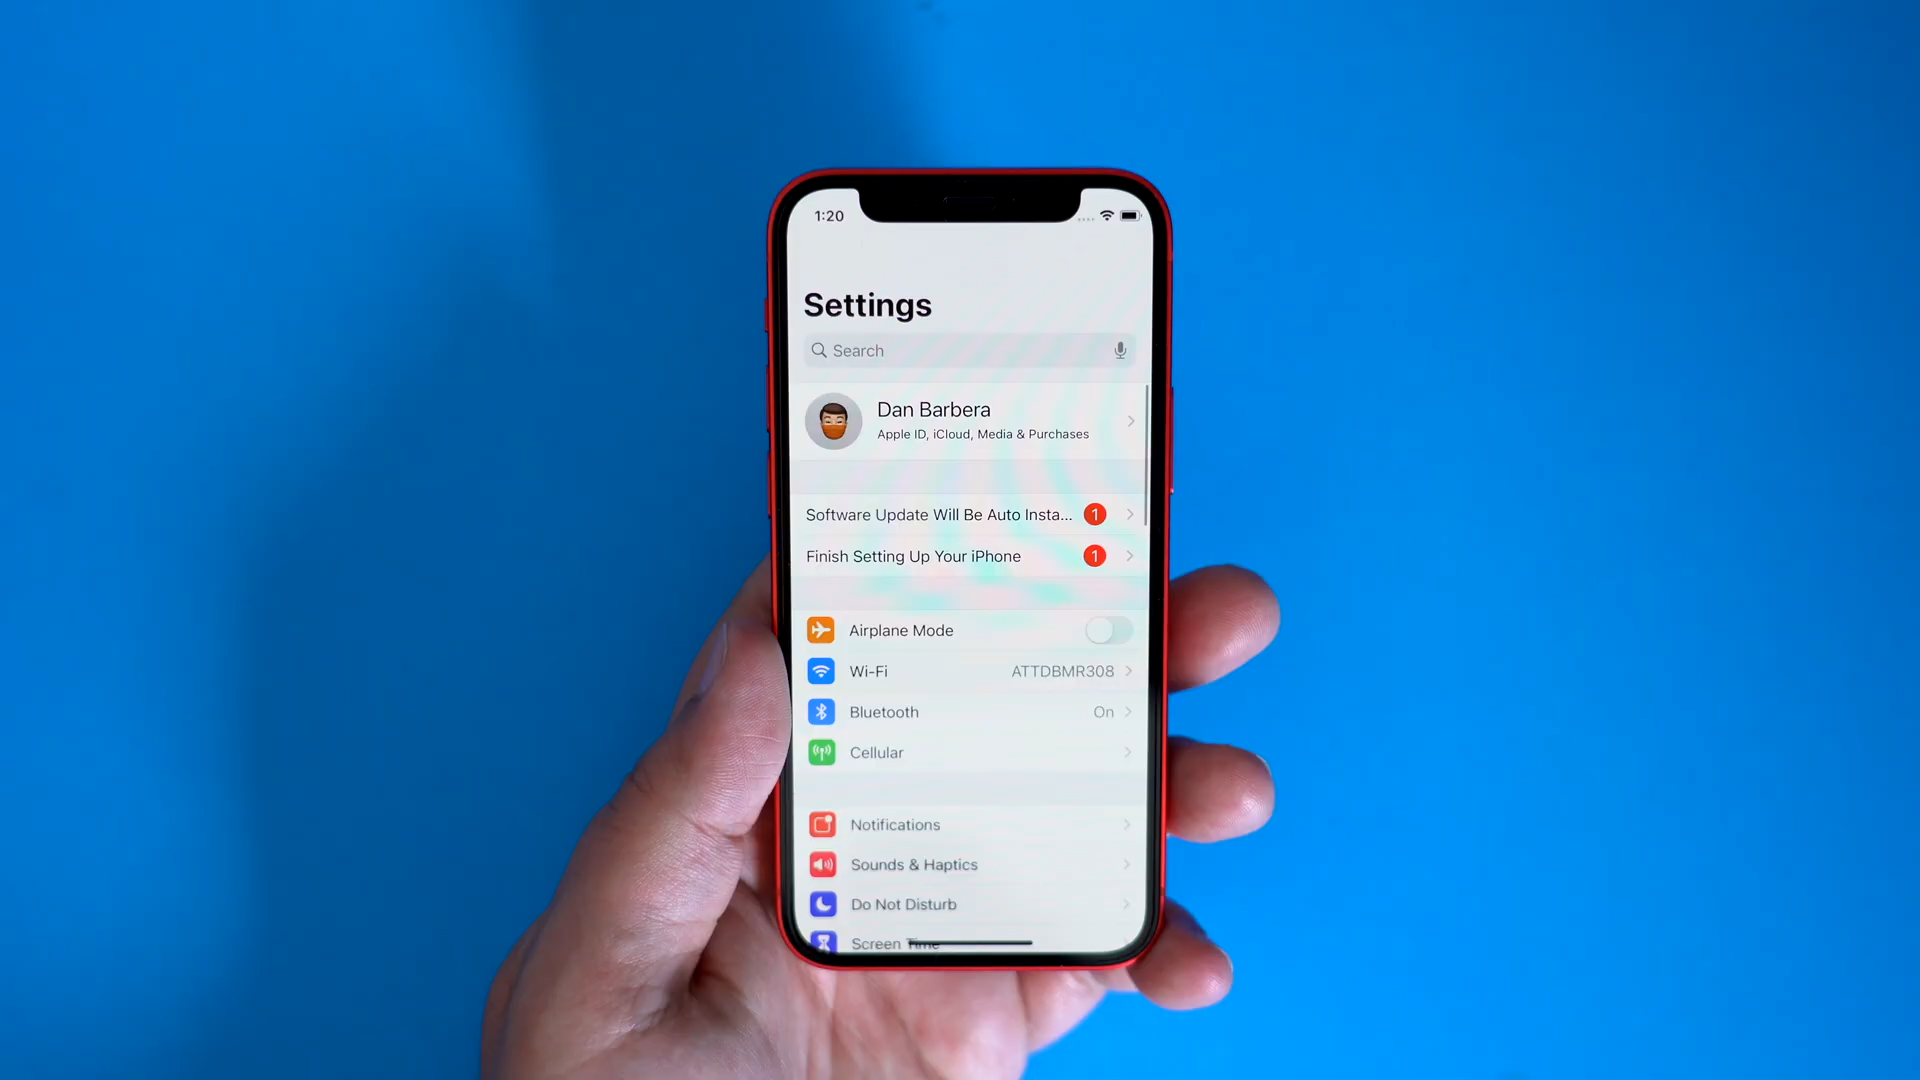 1:20
Settings
Search
Dan Barbera
Apple ID, iCloud, Media & Purchases
Software Update Will Be Auto Insta... 1
Finish Setting Up Your iPhone 1
Airplane Mode
Wi-Fi ATTDBMR308
Bluetooth On
Cellular
Notifications
Sounds & Haptics
Do Not Disturb
Screen Time